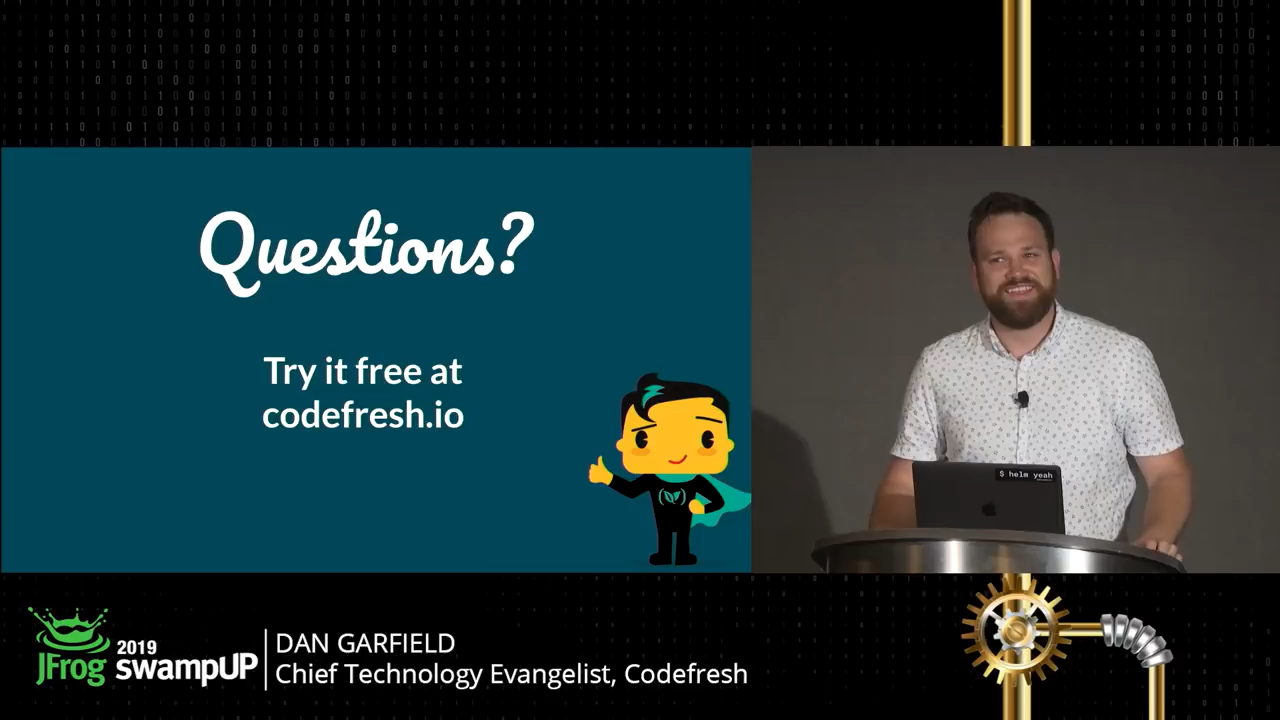 Questions?
Try it free at
codefresh.io
$ helm yeah
2019
JFrog swampUP
DAN GARFIELD
Chief Technology Evangelist, Codefresh